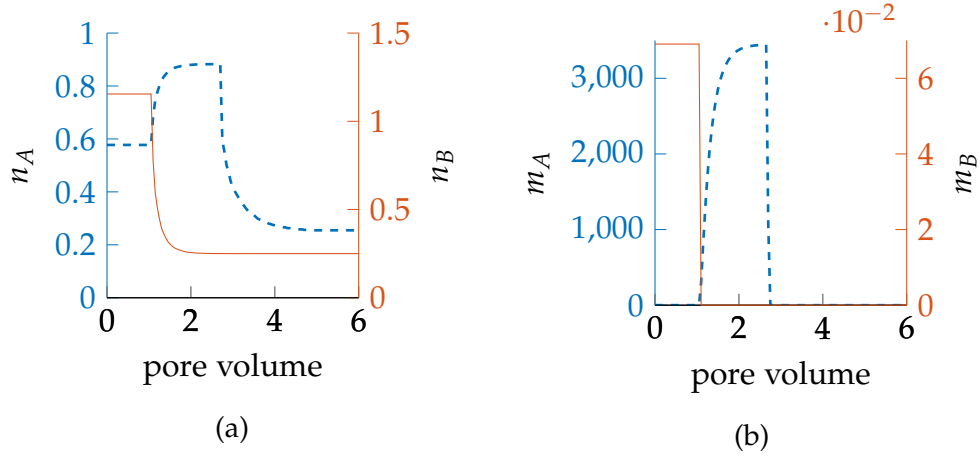 ·10⁻²
1 1.5
0.8
0.6 1
0.4
0.2 0.5
0 0
n_A
n_B
0 2 4 6
pore volume
(a)
3,000 6
2,000 4
1,000 2
0 0
m_A
m_B
0 2 4 6
pore volume
(b)